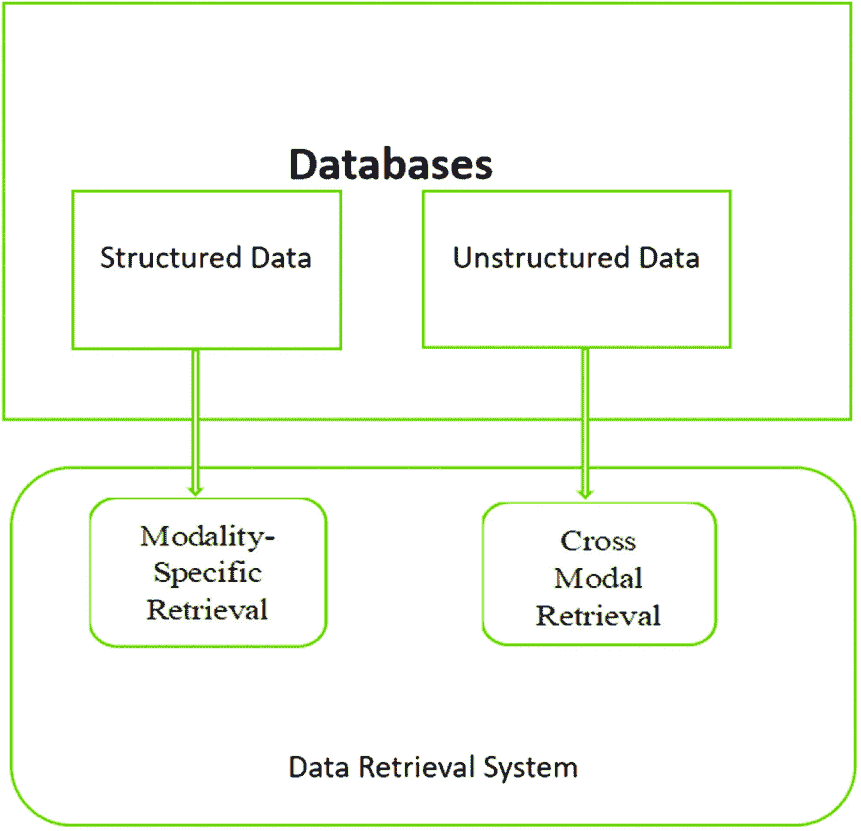 Databases
Structured Data
Unstructured Data
Modality-
Specific
Retrieval
Cross
Modal
Retrieval
Data Retrieval System